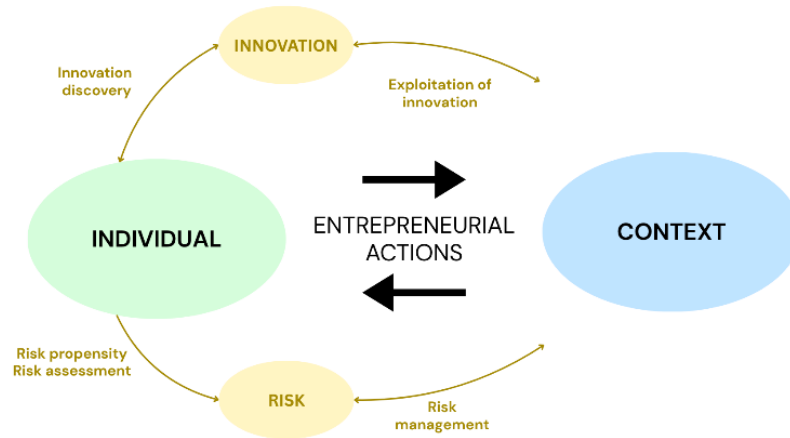 INNOVATION
Innovation
discovery
Exploitation of
innovation
INDIVIDUAL
ENTREPRENEURIAL
ACTIONS
CONTEXT
Risk propensity
Risk assessment
RISK
Risk
management